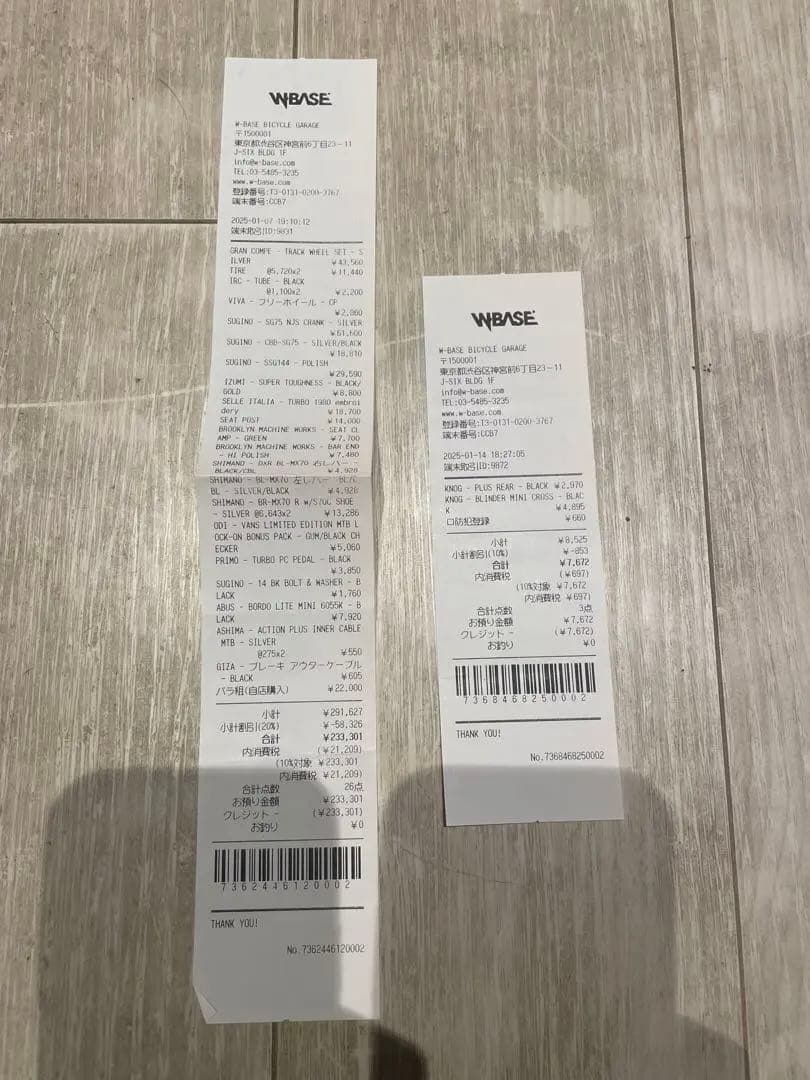 W-BASE
W-BASE BICYCLE GARAGE
〒1500001
東京都渋谷区神宮前6丁目23-11
J-SIX BLDG 1F
info@w-base.com
TEL:03-5485-3235
www.w-base.com
登録番号:T3-0131-0200-3767
端末番号:CCB7
2025-01-07 19:10:12
端末取引ID:9831
GRAN COMPE - TRACK WHEEL SET - S
ILVER ¥43,560
TIRE @5,720x2 ¥11,440
IRC - TUBE - BLACK
@1,100x2 ¥2,200
VIVA - フリーホイール - CP
¥2,860
SUGINO - SG75 NJS CRANK - SILVER
¥61,600
SUGINO - CBB-SG75 - SILVER/BLACK
¥18,810
SUGINO - SSG144 - POLISH
¥29,590
IZUMI - SUPER TOUGHNESS - BLACK/
GOLD ¥8,800
SELLE ITALIA - TURBO 1980 embroi
dery ¥18,700
SEAT POST ¥14,000
BROOKLYN MACHINE WORKS - SEAT CL
AMP - GREEN ¥7,700
BROOKLYN MACHINE WORKS - BAR END
- HI POLISH ¥7,480
SHIMANO - DXR BL-MX70 右レバー -
BLACK/CBL ¥4,928
SHIMANO - BL-MX70 左レバー
BL - SILVER/BLACK ¥4,928
SHIMANO - BR-MX70 R w/S70C SHOE
- SILVER @6,643x2 ¥13,286
ODI - VANS LIMITED EDITION MTB L
OCK-ON BONUS PACK - GUM/BLACK CH
ECKER ¥5,060
PRIMO - TURBO PC PEDAL - BLACK
¥3,850
SUGINO - 14 BK BOLT & WASHER - B
LACK ¥1,760
ABUS - BORDO LITE MINI 6055K - B
LACK ¥7,920
ASHIMA - ACTION PLUS INNER CABLE
MTB - SILVER
@275x2 ¥550
GIZA - ブレーキ アウターケーブル
- BLACK ¥605
バラ組(自店購入) ¥22,000
小計 ¥291,627
小計割引(20%) ¥-58,326
合計 ¥233,301
内消費税 (¥21,209)
(10%対象 ¥233,301
内消費税 ¥21,209)
合計点数 26点
お預り金額 ¥233,301
クレジット - (¥233,301)
お釣り ¥0
7362446120002
THANK YOU!
No.7362446120002
W-BASE
W-BASE BICYCLE GARAGE
〒1500001
東京都渋谷区神宮前6丁目23-11
J-SIX BLDG 1F
info@w-base.com
TEL:03-5485-3235
www.w-base.com
登録番号:T3-0131-0200-3767
端末番号:CCB7
2025-01-14 18:27:05
端末取引ID:9872
KNOG - PLUS REAR - BLACK ¥2,970
KNOG - BLINDER MINI CROSS - BLAC
K ¥4,895
口防犯登録 ¥660
小計 ¥8,525
小計割引(10%) ¥-853
合計 ¥7,672
内消費税 (¥697)
(10%対象 ¥7,672
内消費税 ¥697)
合計点数 3点
お預り金額 ¥7,672
クレジット - (¥7,672)
お釣り ¥0
7368468250002
THANK YOU!
No.7368468250002